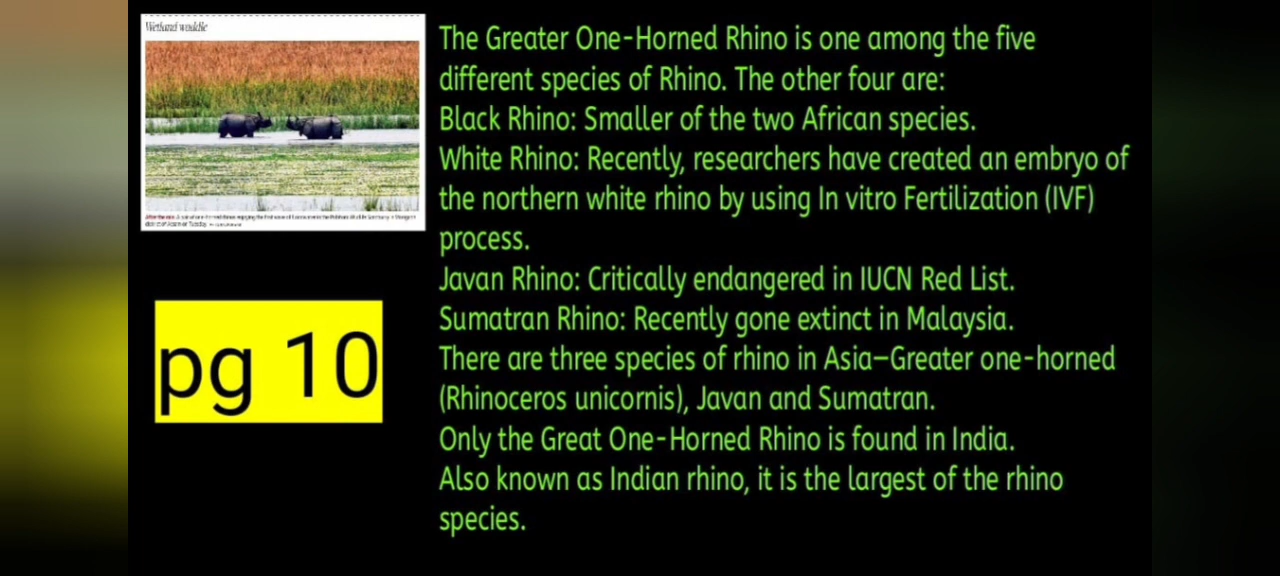 Wetland waddle
The Greater One-Horned Rhino is one among the five
different species of Rhino. The other four are:
Black Rhino: Smaller of the two African species.
White Rhino: Recently, researchers have created an embryo of
the northern white rhino by using In vitro Fertilization (IVF)
process.
Javan Rhino: Critically endangered in IUCN Red List.
Sumatran Rhino: Recently gone extinct in Malaysia.
There are three species of rhino in Asia—Greater one-horned
(Rhinoceros unicornis), Javan and Sumatran.
Only the Great One-Horned Rhino is found in India.
Also known as Indian rhino, it is the largest of the rhino
species.
pg 10